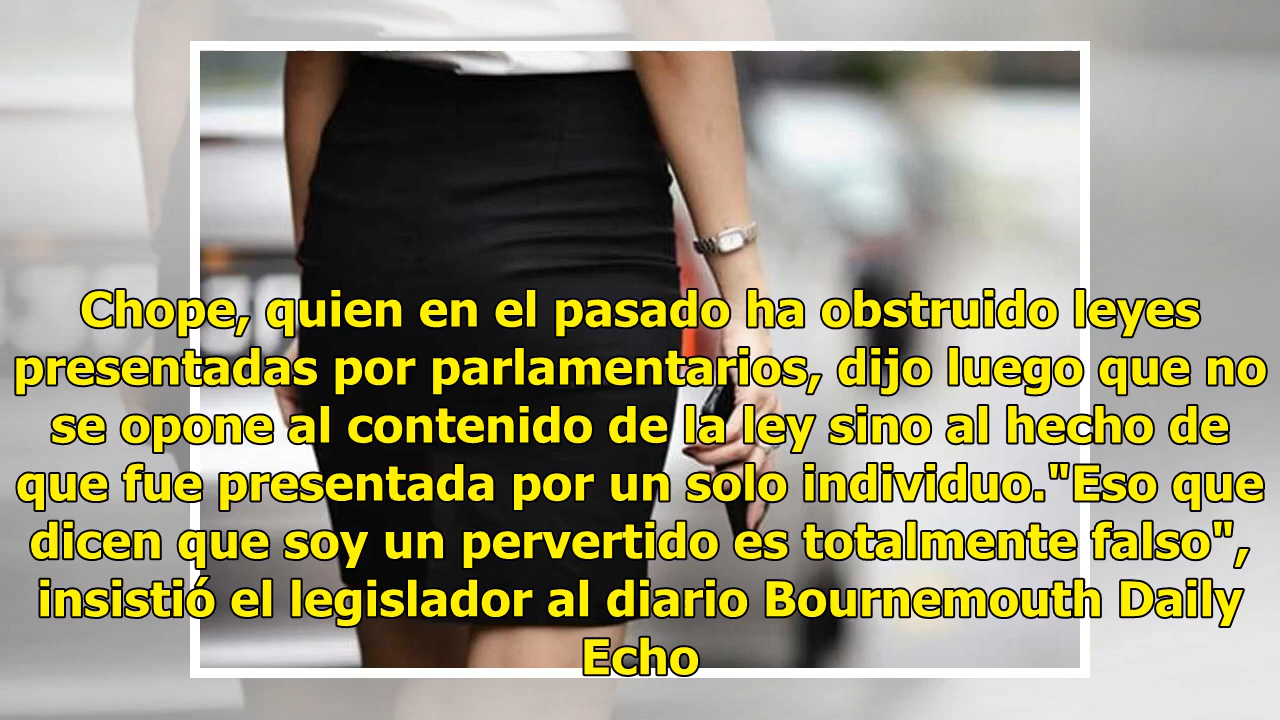 Chope, quien en el pasado ha obstruido leyes
presentadas por parlamentarios, dijo luego que no
se opone al contenido de la ley sino al hecho de
que fue presentada por un solo individuo."Eso que
dicen que soy un pervertido es totalmente falso",
insistió el legislador al diario Bournemouth Daily
Echo